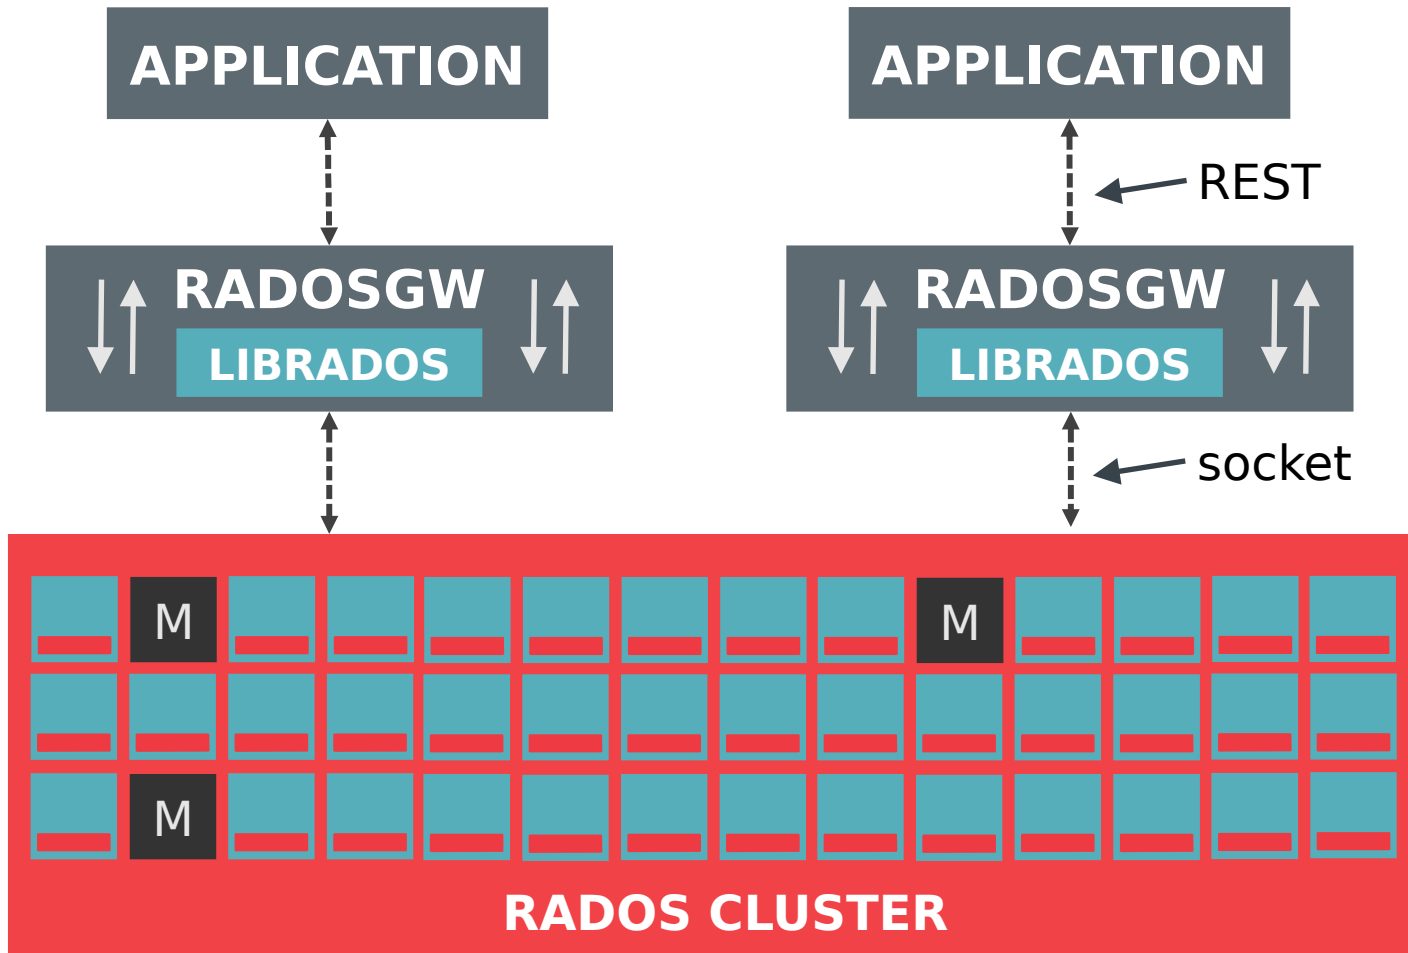 APPLICATION
APPLICATION
REST
RADOSGW
LIBRADOS
RADOSGW
LIBRADOS
socket
M
M
M
RADOS CLUSTER